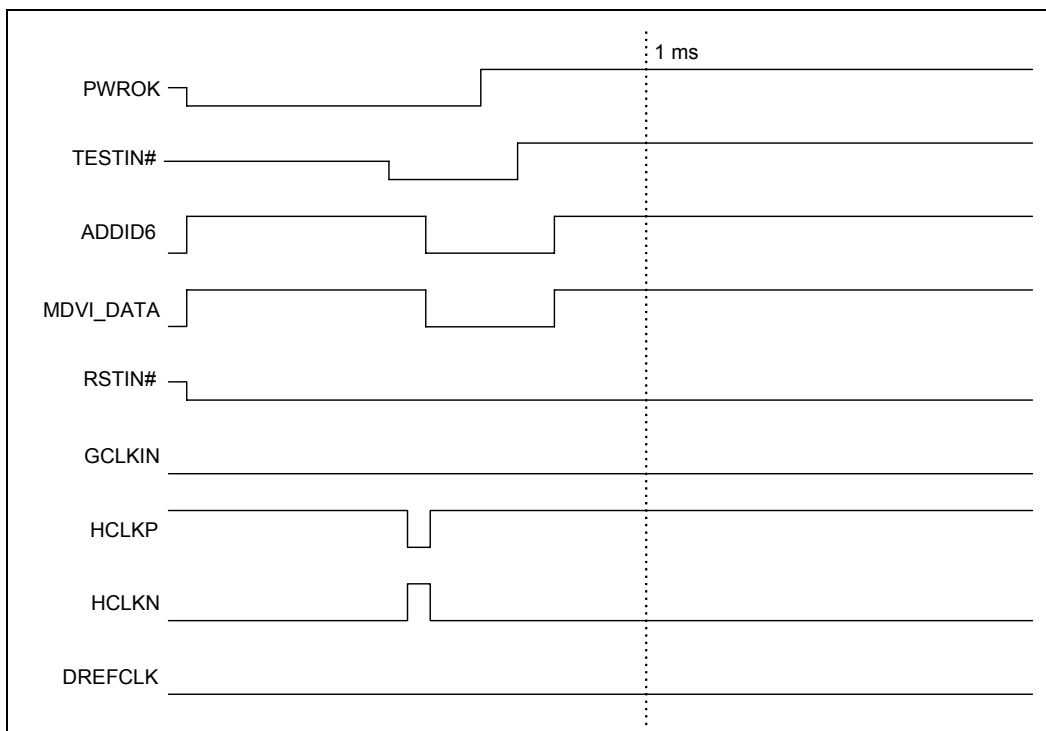 1 ms
PWROK
TESTIN#
ADDID6
MDVI_DATA
RSTIN#
GCLKIN
HCLKP
HCLKN
DREFCLK